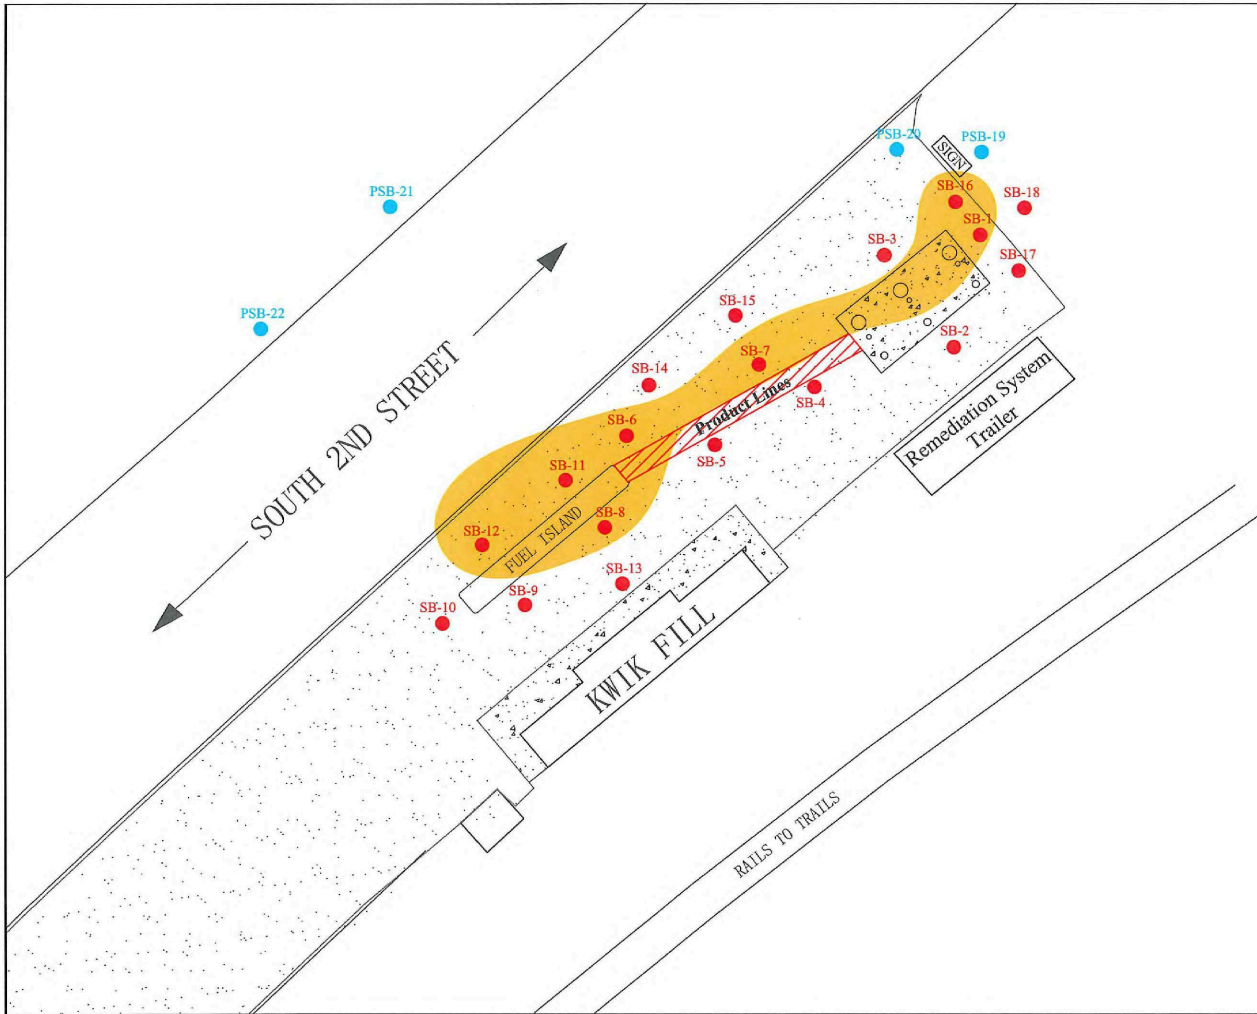 PSB-20
PSB-19
SIGN
PSB-21
SB-16
SB-18
SB-1
SB-3
SB-17
PSB-22
SB-15
SB-2
SB-7
SB-14
SB-4
Product Lines
Remediation System
Trailer
SOUTH 2ND STREET
SB-6
SB-5
SB-11
SB-8
SB-12
FUEL ISLAND
SB-13
SB-9
SB-10
KWIK FILL
RAILS TO TRAILS